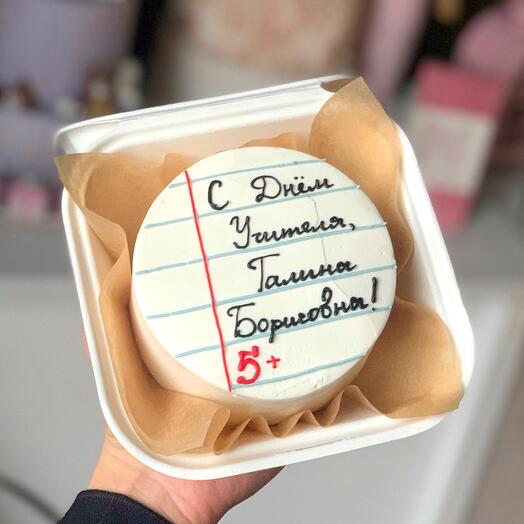 С Днём
Учителя,
Галина
Борисовна!
5+